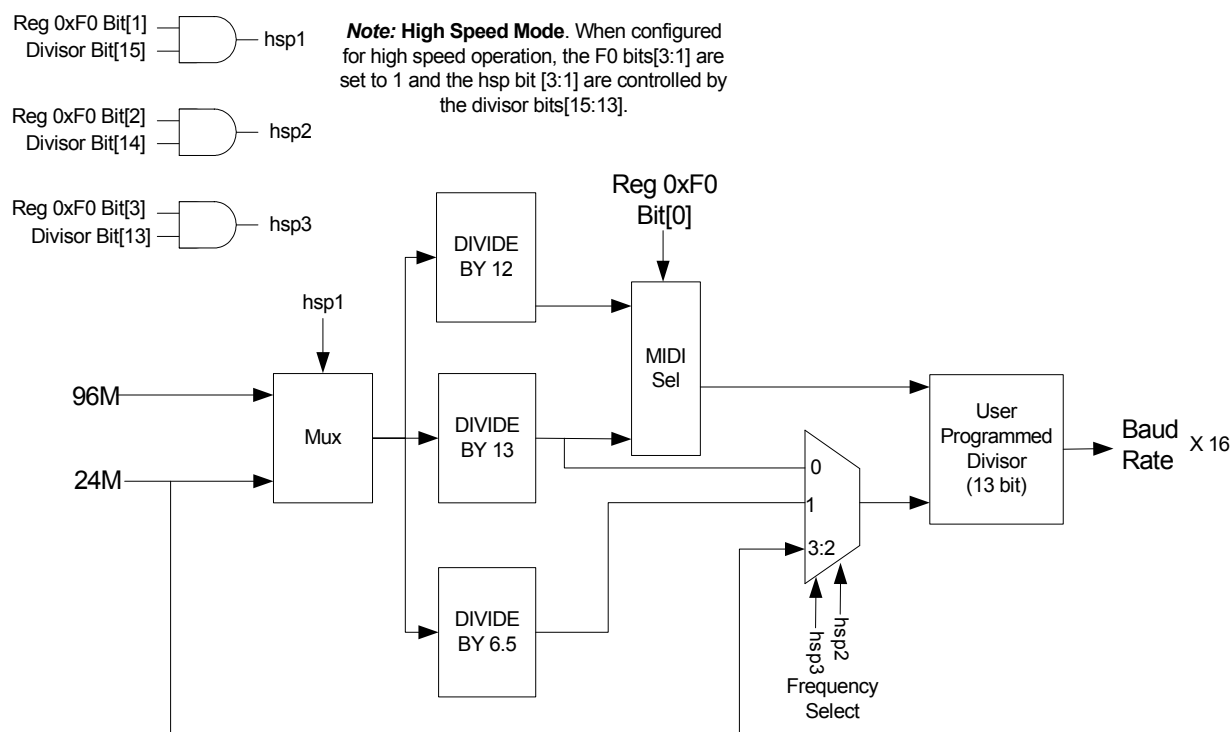 Reg 0xF0 Bit[1]
Divisor Bit[15]
hsp1
Note: High Speed Mode. When configured
for high speed operation, the F0 bits[3:1] are
set to 1 and the hsp bit [3:1] are controlled by
the divisor bits[15:13].
Reg 0xF0 Bit[2]
Divisor Bit[14]
hsp2
Reg 0xF0 Bit[3]
Divisor Bit[13]
hsp3
Reg 0xF0
Bit[0]
DIVIDE
BY 12
hsp1
MIDI
Sel
96M
24M
Mux
DIVIDE
BY 13
0
1
3:2
User
Programmed
Divisor
(13 bit)
Baud
Rate
X 16
DIVIDE
BY 6.5
hsp3
hsp2
Frequency
Select